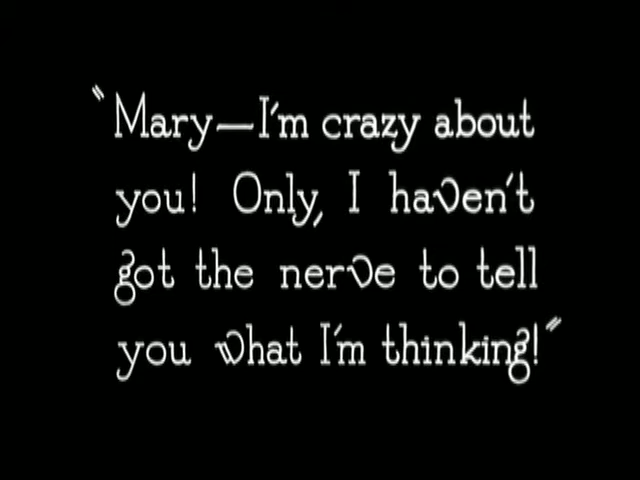 "Mary—I'm crazy about
you! Only, I haven't
got the nerve to tell
you what I'm thinking!"